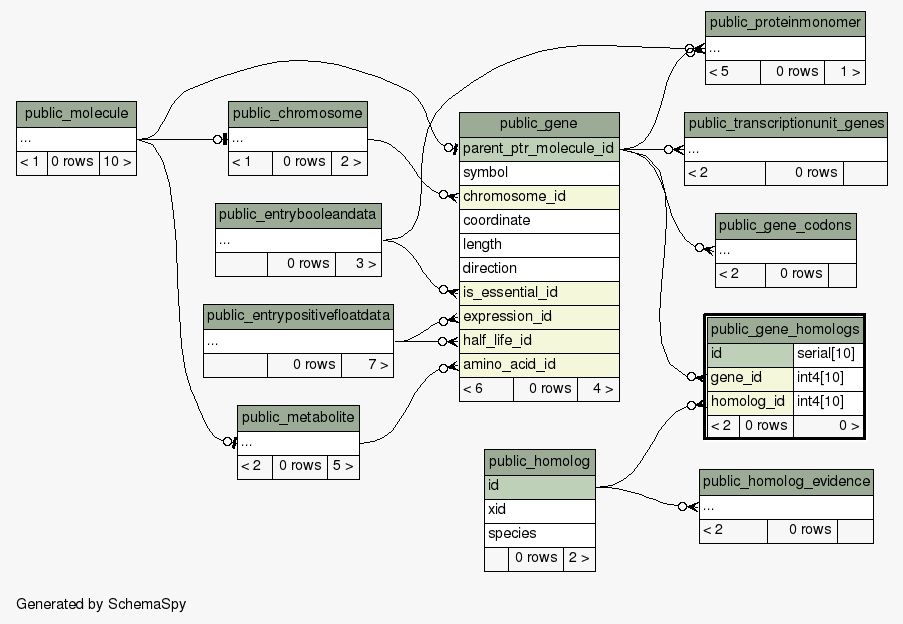 public_molecule
...
< 1 0 rows 10 >
public_chromosome
...
< 1 0 rows 2 >
public_entrybooleandata
...
0 rows 3 >
public_entrypositivefloatdata
...
0 rows 7 >
public_metabolite
...
< 2 0 rows 5 >
public_gene
parent_ptr_molecule_id
symbol
chromosome_id
coordinate
length
direction
is_essential_id
expression_id
half_life_id
amino_acid_id
< 6 0 rows 4 >
public_homolog
id
xid
species
0 rows 2 >
public_proteinmonomer
...
< 5 0 rows 1 >
public_transcriptionunit_genes
...
< 2 0 rows
public_gene_codons
...
< 2 0 rows
public_gene_homologs
id serial[10]
gene_id int4[10]
homolog_id int4[10]
< 2 0 rows 0 >
public_homolog_evidence
...
< 2 0 rows
Generated by SchemaSpy